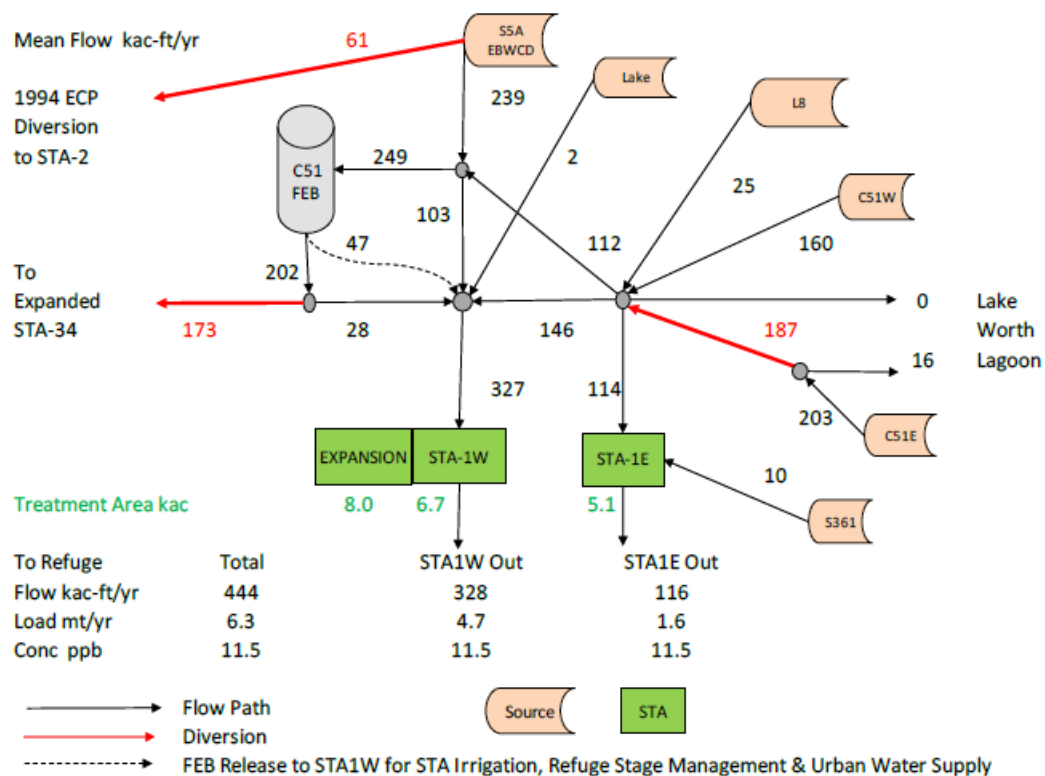 Mean Flow kac-ft/yr
61
S5A
EBWCD
Lake
L8
1994 ECP
Diversion
to STA-2
239
C51
FEB
249
2
25
C51W
103
47
112
160
To
Expanded
STA-34
202
173
28
146
187
0
Lake
Worth
Lagoon
16
327
114
203
C51E
EXPANSION
STA-1W
STA-1E
10
S361
Treatment Area kac
8.0
6.7
5.1
To Refuge Total STA1W Out STA1E Out
Flow kac-ft/yr 444 328 116
Load mt/yr 6.3 4.7 1.6
Conc ppb 11.5 11.5 11.5
Flow Path
Source
STA
Diversion
FEB Release to STA1W for STA Irrigation, Refuge Stage Management & Urban Water Supply